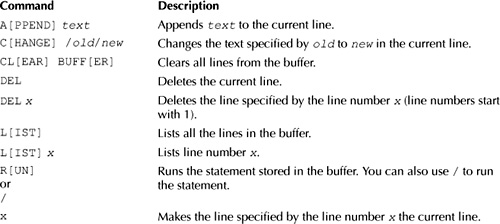 Command Description
A[PPEND] text Appends text to the current line.
C[HANGE] /old/new Changes the text specified by old to new in the current line.
CL[EAR] BUFF[ER] Clears all lines from the buffer.
DEL Deletes the current line.
DEL x Deletes the line specified by the line number x (line numbers start
with 1).
L[IST] Lists all the lines in the buffer.
L[IST] x Lists line number x.
R[UN] Runs the statement stored in the buffer. You can also use / to run
or the statement.
/
x Makes the line specified by the line number x the current line.